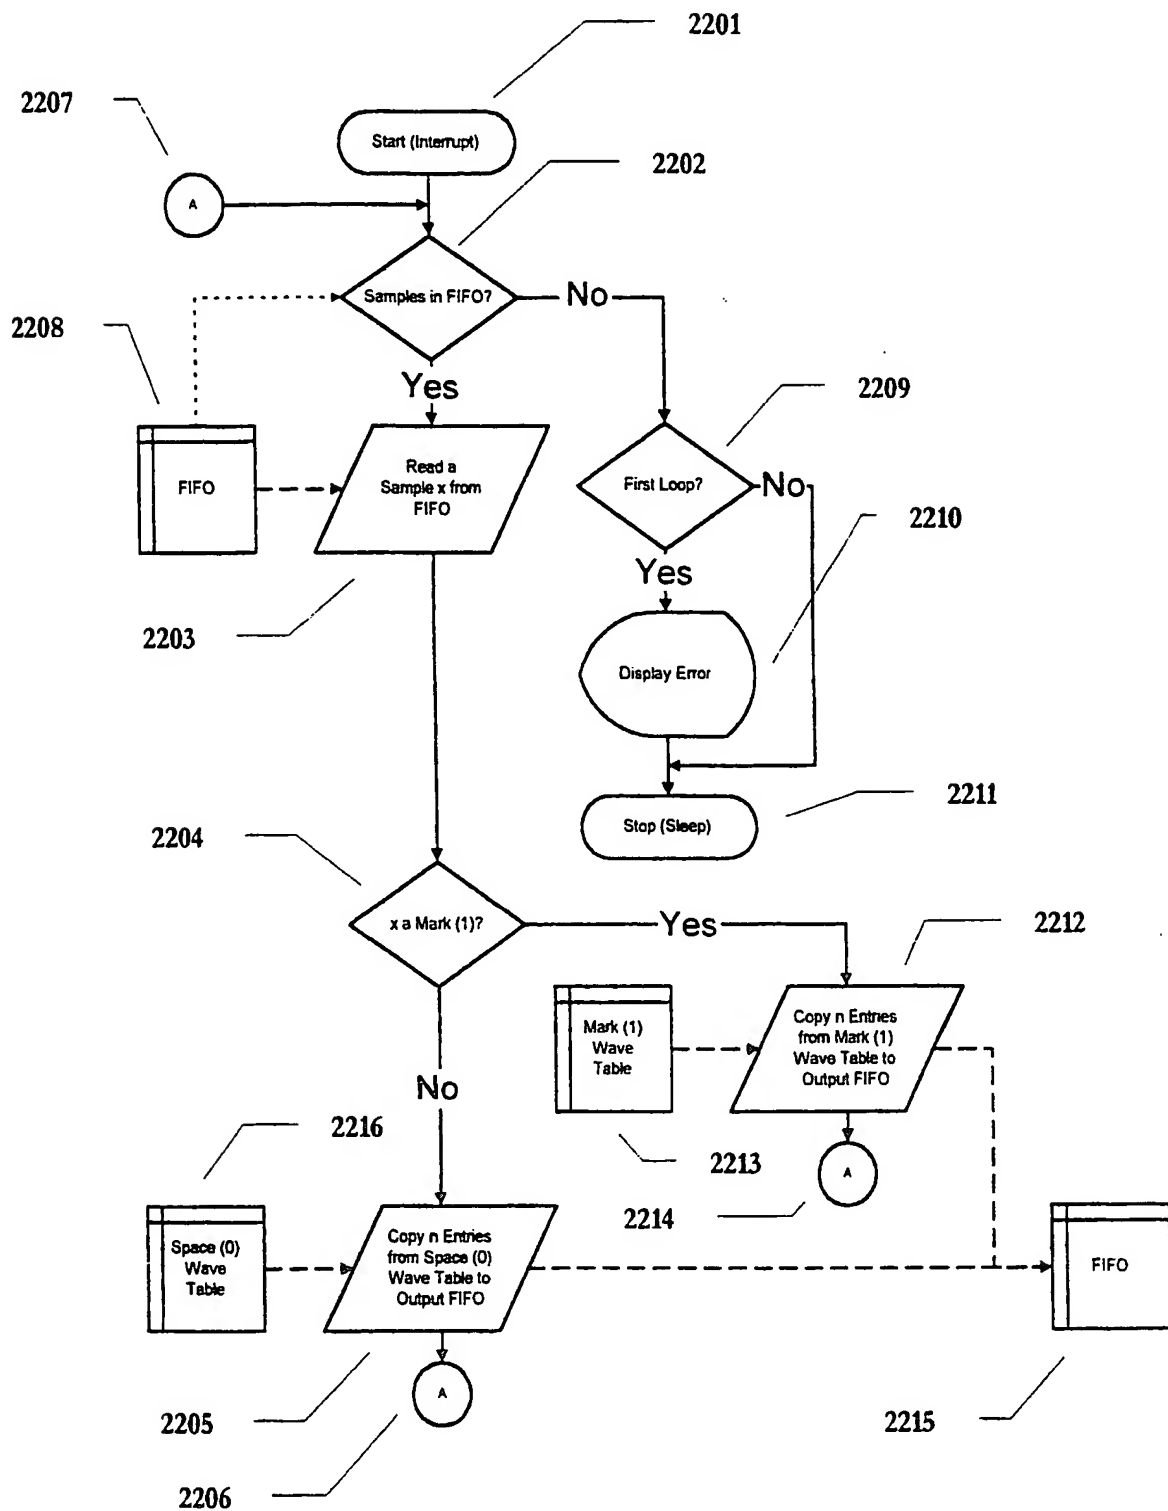 2201
2207
Start (Interrupt)
2202
A
Samples in FIFO?
No
2208
Yes
2209
FIFO
Read a
Sample x from
FIFO
First Loop?
No
2210
Yes
2203
Display Error
2211
Stop (Sleep)
2204
x a Mark (1)?
Yes
2212
Mark (1)
Wave
Table
Copy n Entries
from Mark (1)
Wave Table to
Output FIFO
No
2216
2213
A
2214
Space (0)
Wave
Table
Copy n Entries
from Space (0)
Wave Table to
Output FIFO
FIFO
A
2205
2215
2206